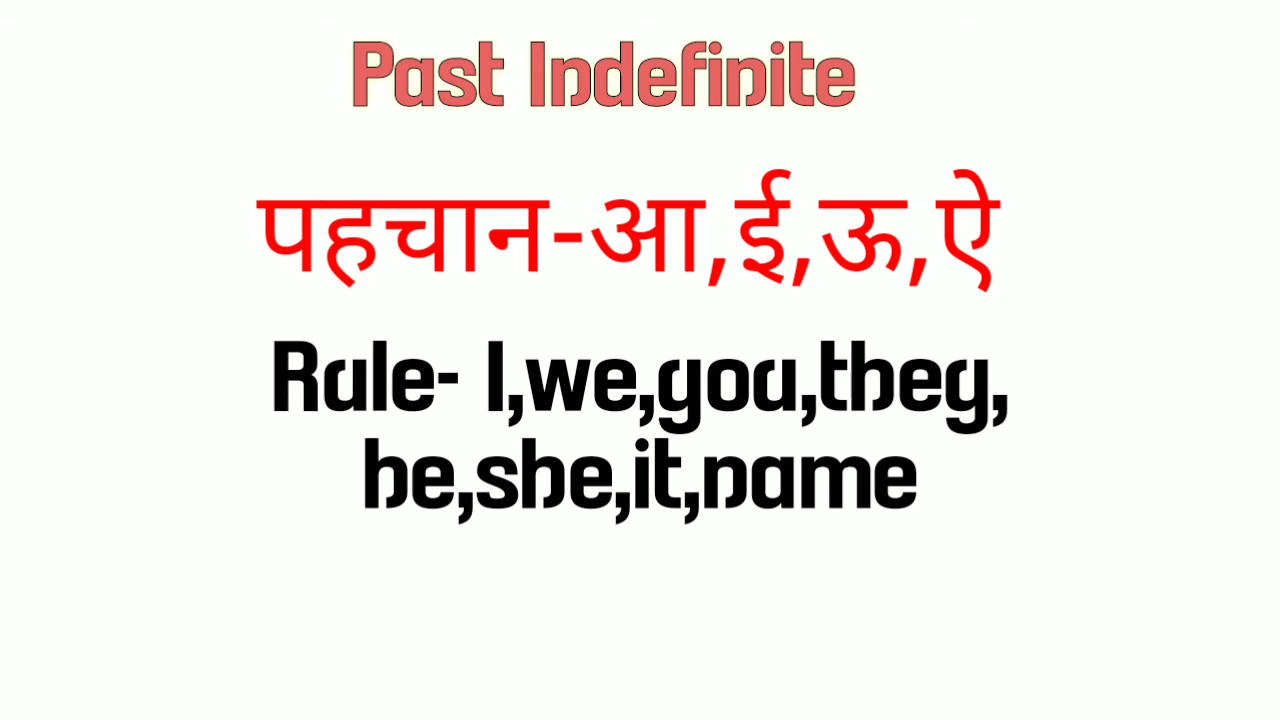 Past Indefinite
पहचान-आ,ई,ऊ,ऐ
Rule- I,we,you,they,
he,she,it,name